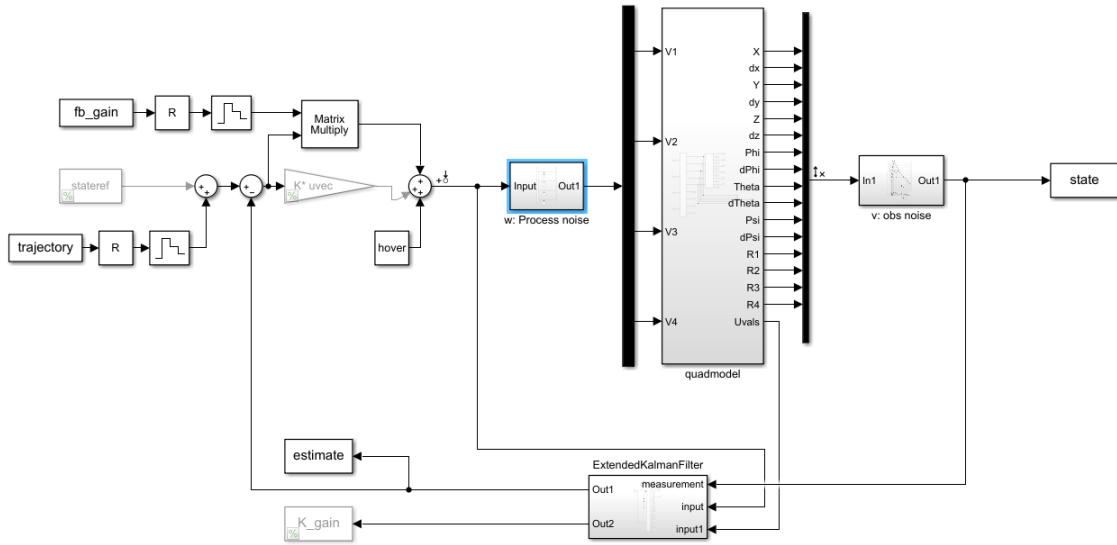 fb_gain
R
Matrix
Multiply
stateref
%
trajectory
R
K* uvec
%
hover
Input
Out1
w: Process noise
V1
V2
V3
V4
X
dx
Y
dy
Z
dz
Phi
dPhi
Theta
dTheta
Psi
dPsi
R1
R2
R3
R4
Uvals
quadmodel
In1
Out1
v: obs noise
state
estimate
K_gain
%
ExtendedKalmanFilter
Out1
Out2
measurement
input
input1